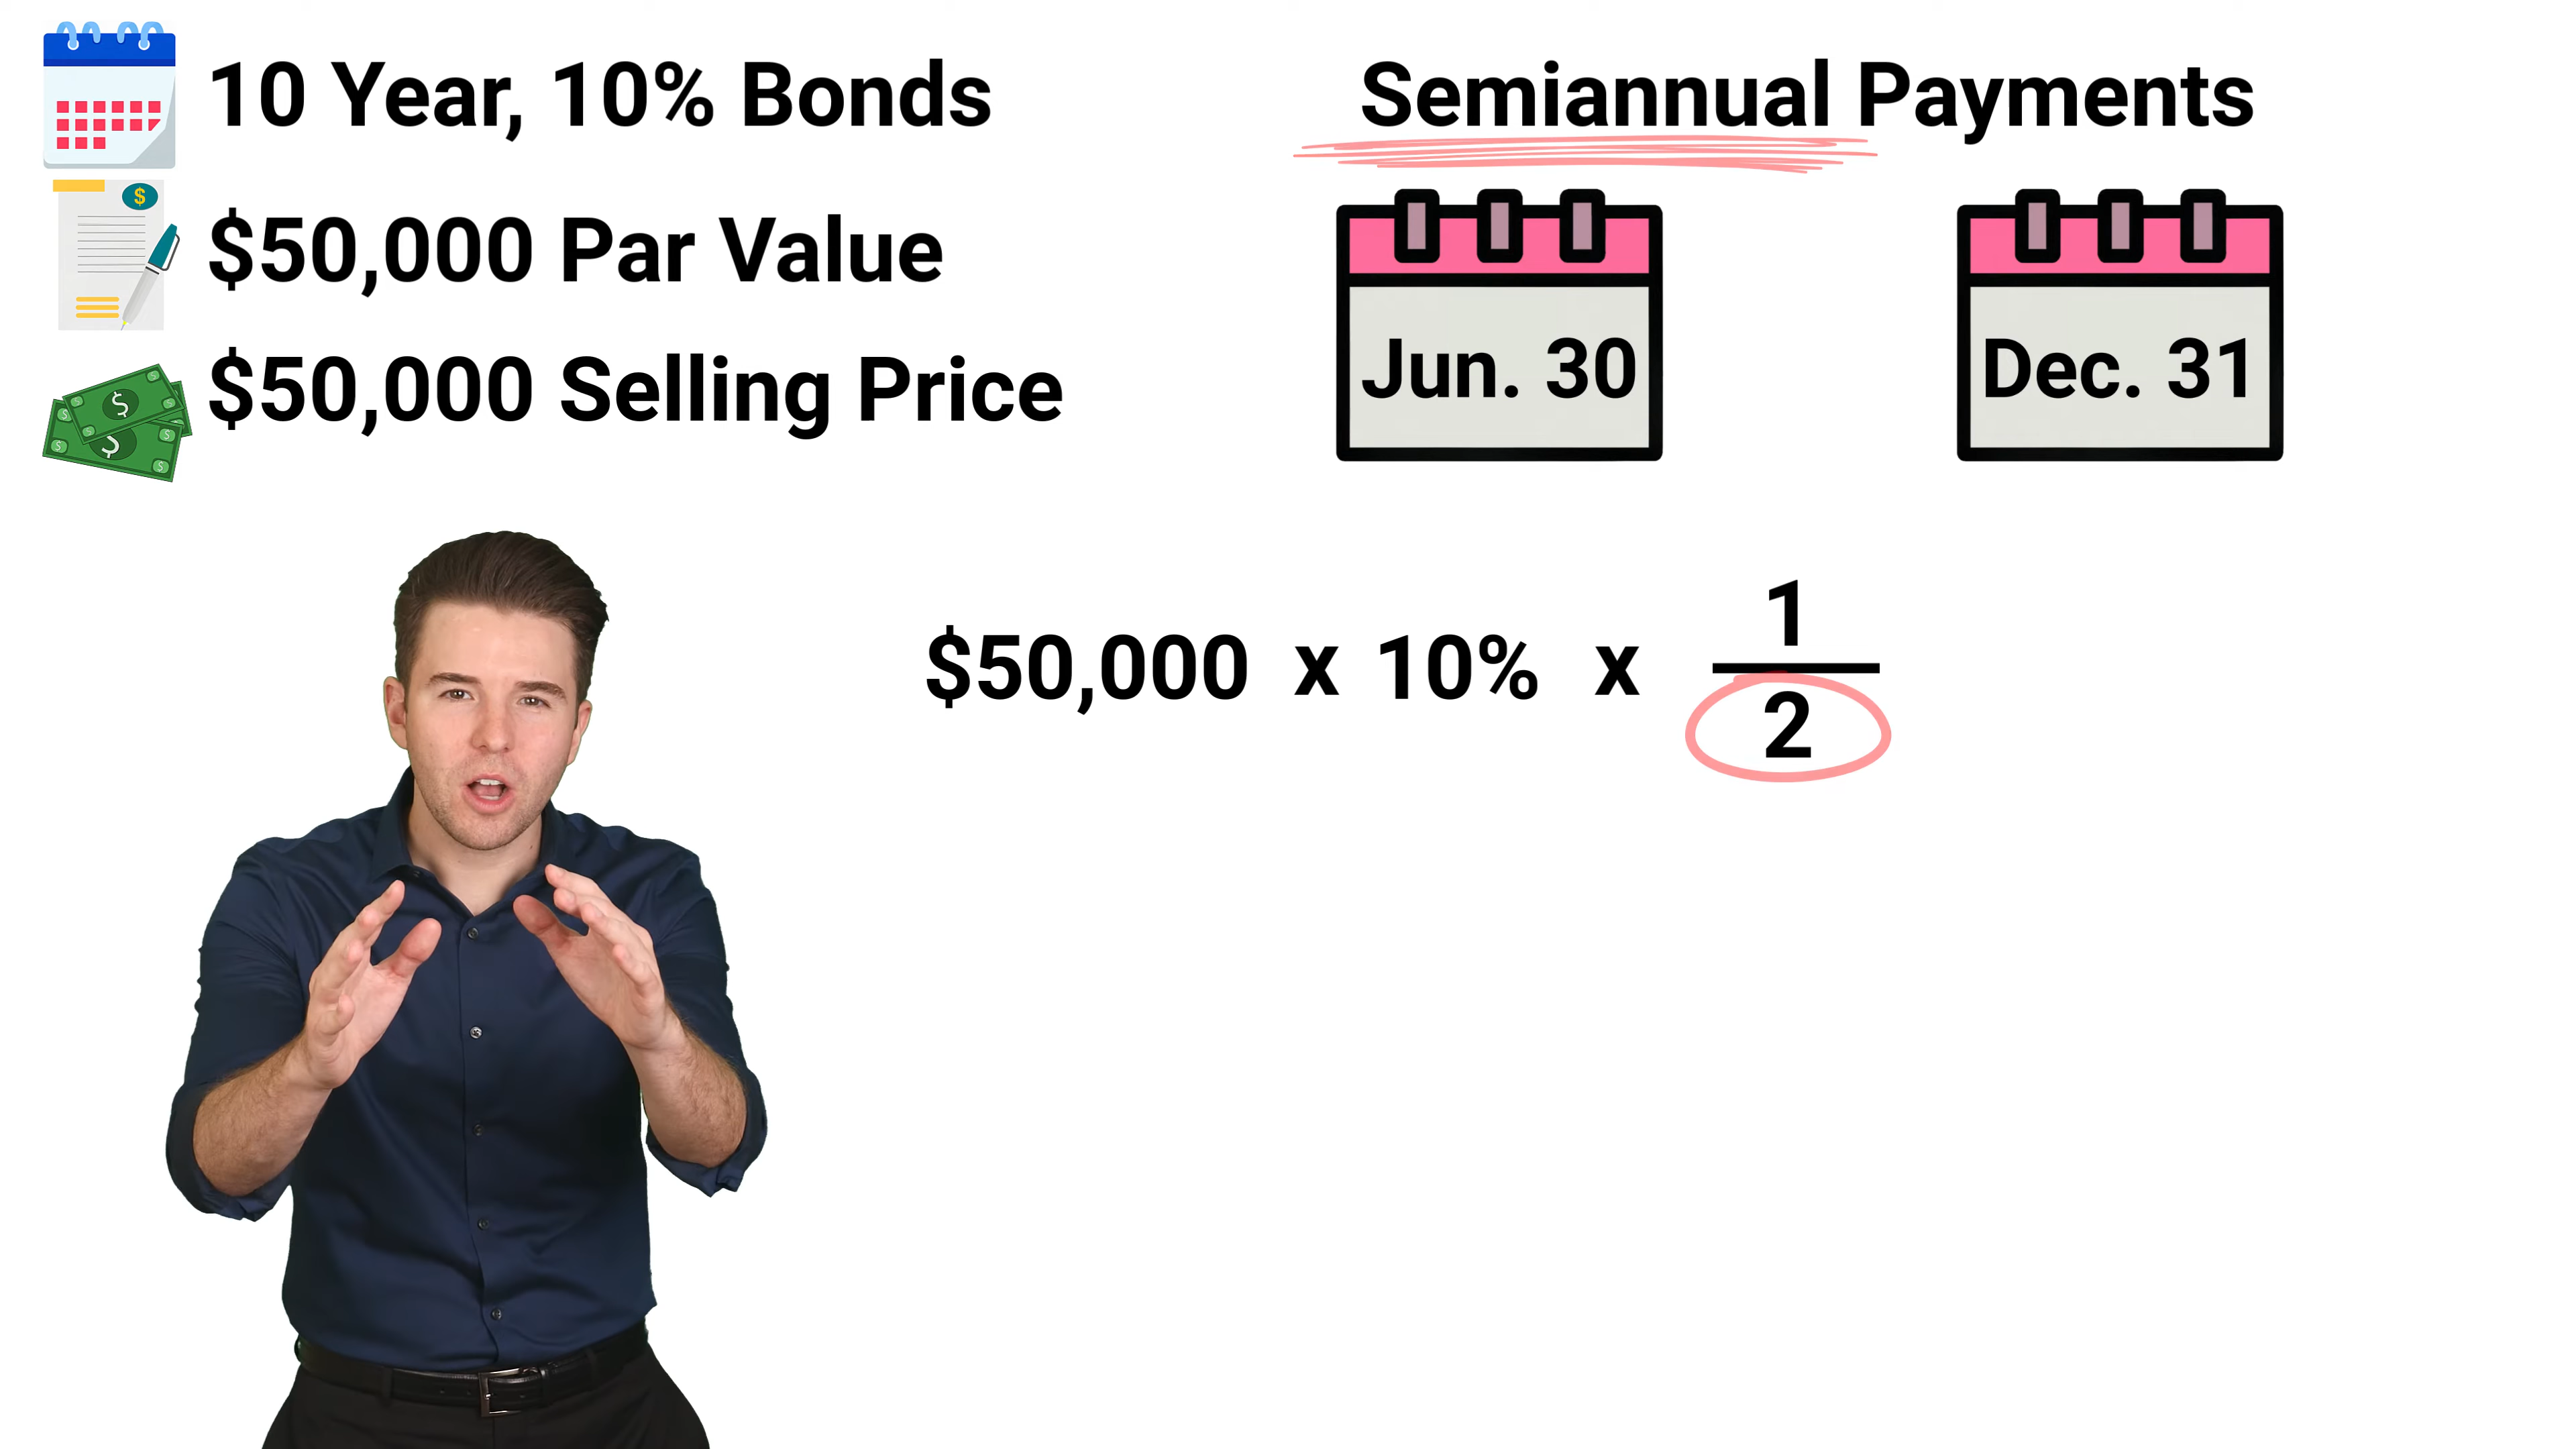 10 Year, 10% Bonds
$50,000 Par Value
$50,000 Selling Price
Semiannual Payments
Jun. 30
Dec. 31
$50,000 x 10% x 1/2